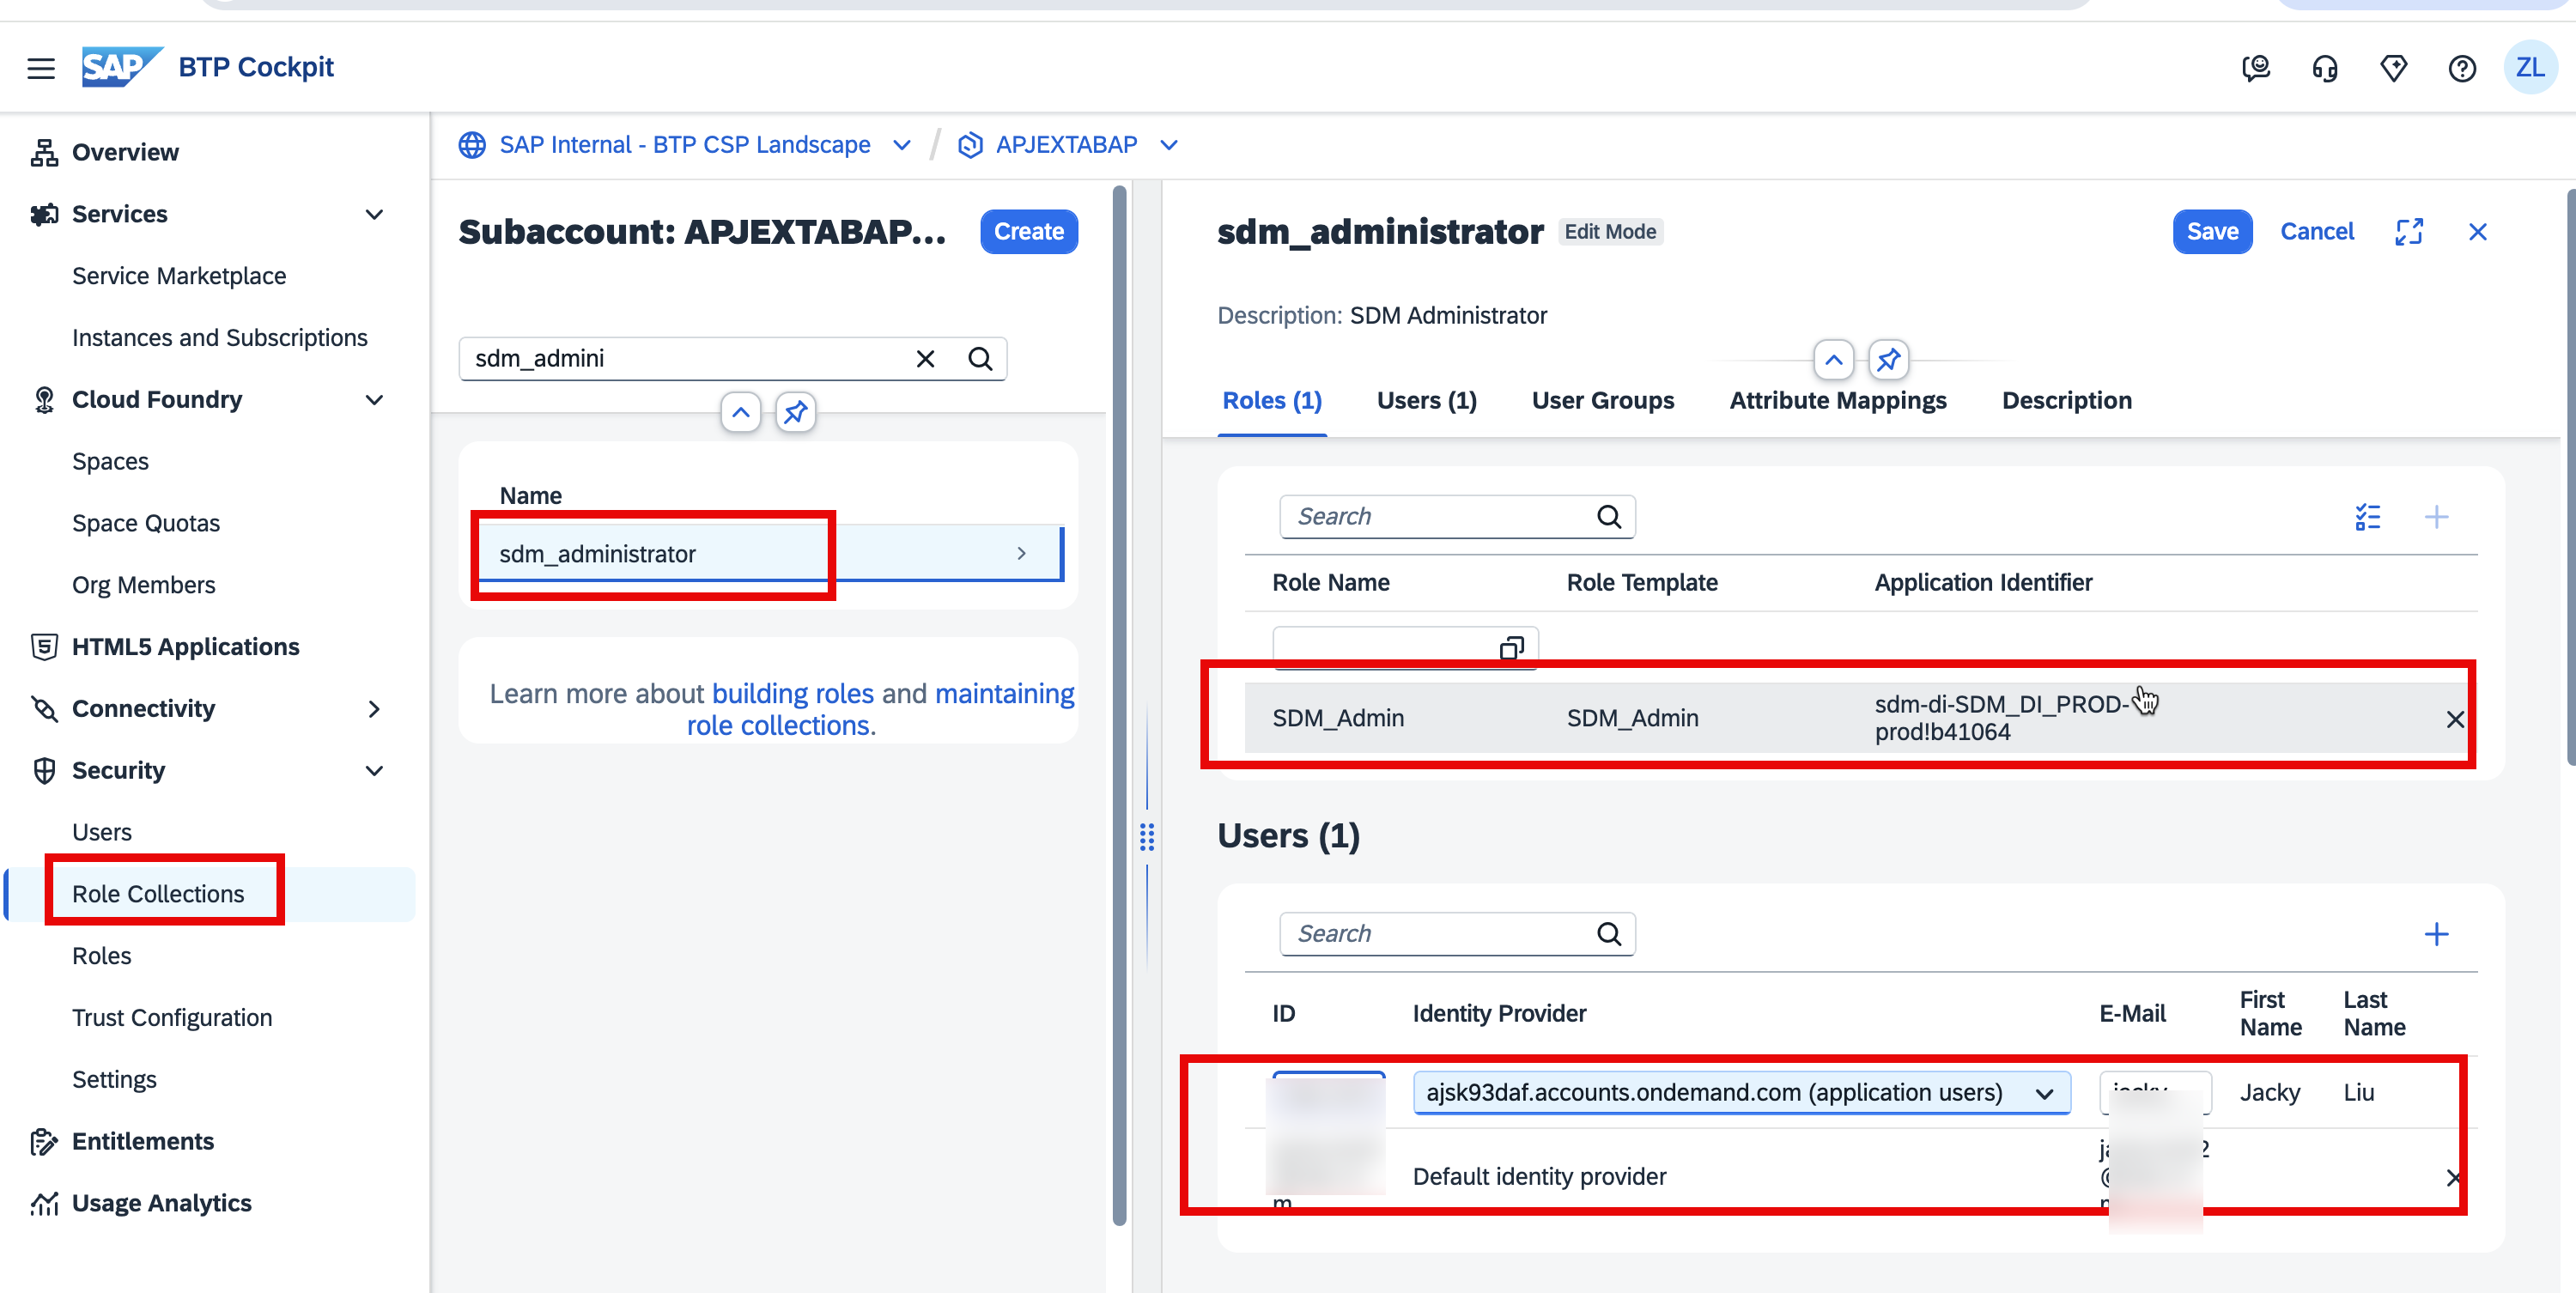 SAP BTP Cockpit
ZL
Overview
Services
Service Marketplace
Instances and Subscriptions
Cloud Foundry
Spaces
Space Quotas
Org Members
HTML5 Applications
Connectivity
Security
Users
Role Collections
Roles
Trust Configuration
Settings
Entitlements
Usage Analytics
SAP Internal - BTP CSP Landscape / APJEXTABAP
Subaccount: APJEXTABAP... Create
sdm_admini
Name
sdm_administrator
Learn more about building roles and maintaining
role collections.
sdm_administrator Edit Mode Save Cancel
Description: SDM Administrator
Roles (1) Users (1) User Groups Attribute Mappings Description
Search
Role Name Role Template Application Identifier
SDM_Admin SDM_Admin sdm-di-SDM_DI_PROD-
prod!b41064
Users (1)
Search
ID Identity Provider E-Mail First Name Last Name
ajsk93daf.accounts.ondemand.com (application users) Jacky Liu
Default identity provider
m